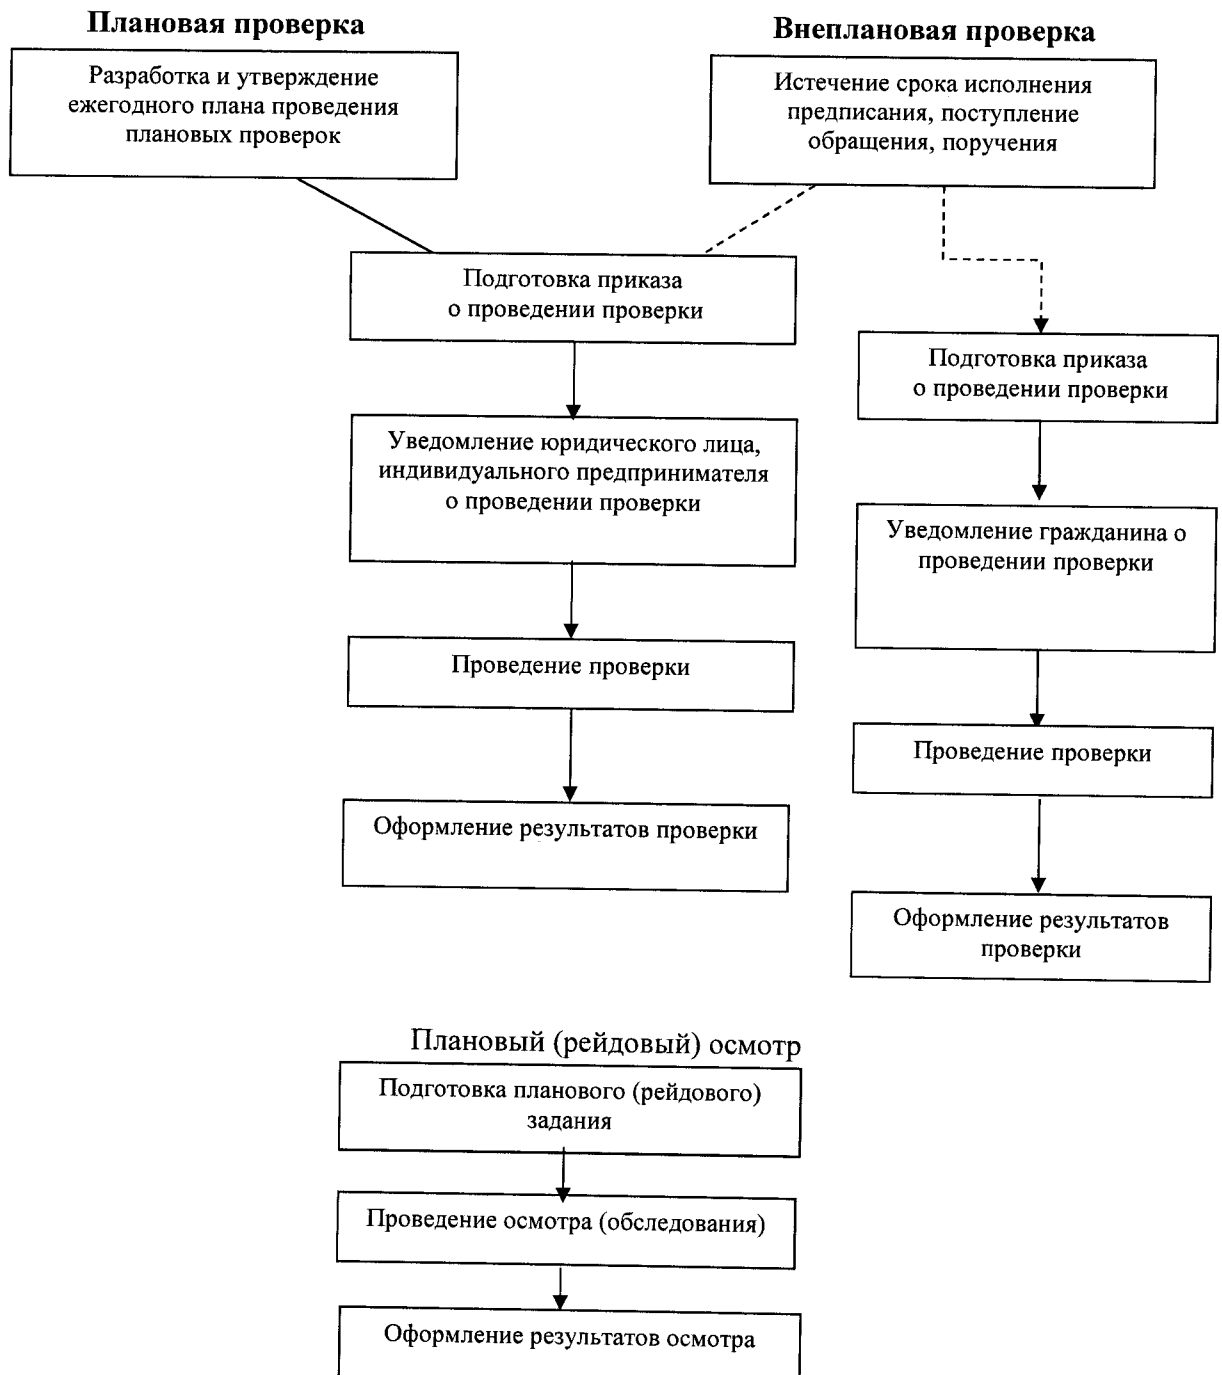 Плановая проверка
Разработка и утверждение
ежегодного плана проведения
плановых проверок
Внеплановая проверка
Истечение срока исполнения
предписания, поступление
обращения, поручения
Подготовка приказа
о проведении проверки
Уведомление юридического лица,
индивидуального предпринимателя
о проведении проверки
Проведение проверки
Оформление результатов проверки
Подготовка приказа
о проведении проверки
Уведомление гражданина о
проведении проверки
Проведение проверки
Оформление результатов
проверки
Плановый (рейдовый) осмотр
Подготовка планового (рейдового)
задания
Проведение осмотра (обследования)
Оформление результатов осмотра